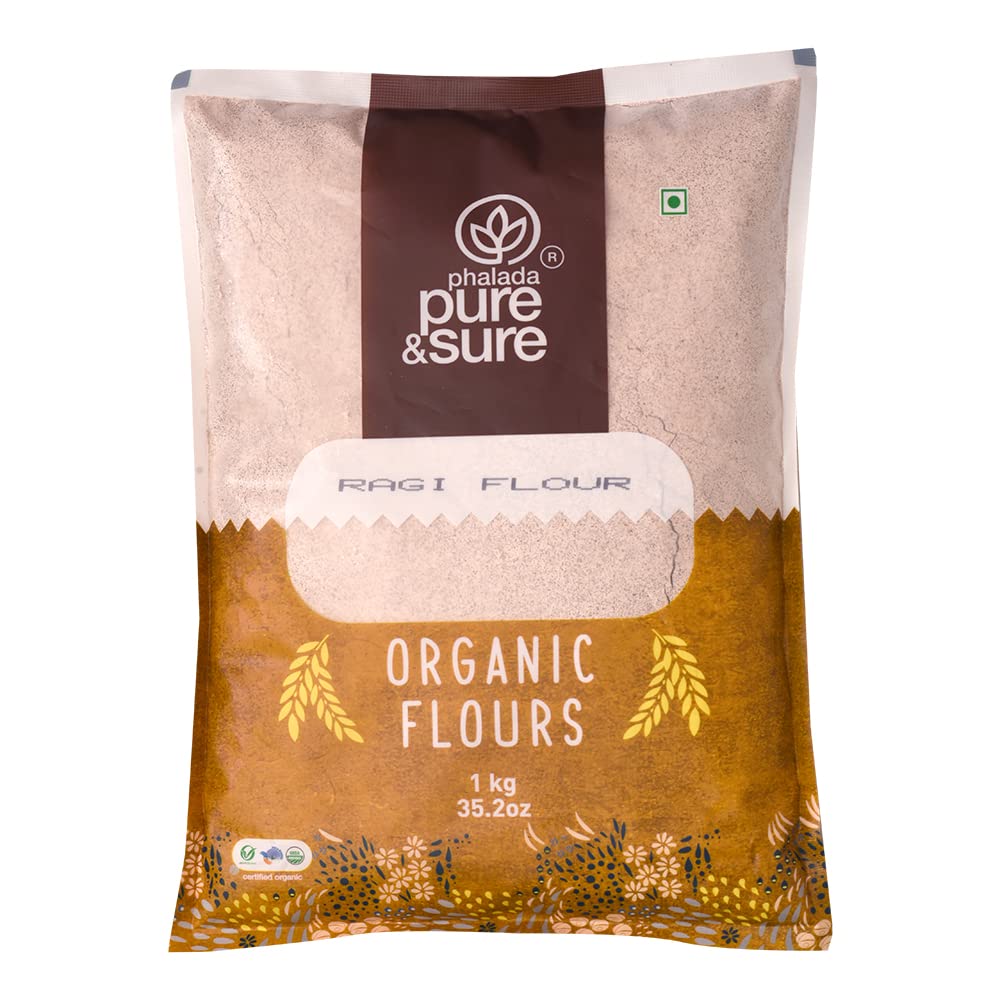 phalada
pure
&sure
R
RAGI FLOUR
ORGANIC
FLOURS
1 kg
35.2oz
certified organic